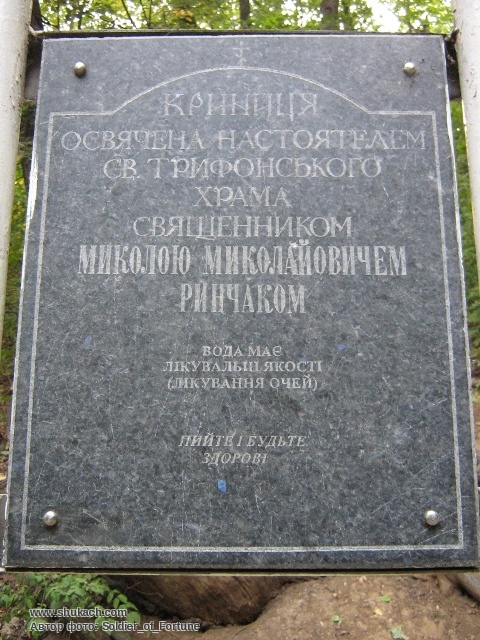 КРИНИЦЯ
ОСВЯЧЕНА НАСТОЯТЕЛЕМ
СВ. ТРИФОНСЬКОГО
ХРАМА
СВЯЩЕННИКОМ
МИКОЛОЮ МИКОЛАЙОВИЧЕМ
РИНЧАКОМ
ВОДА МАЄ
ЛІКУВАЛЬНІ ЯКОСТІ
(ЛІКУВАННЯ ОЧЕЙ)
ПИЙТЕ І БУДЬТЕ
ЗДОРОВІ
www.shukach.com
Автор фото: Soldier_of_Fortune